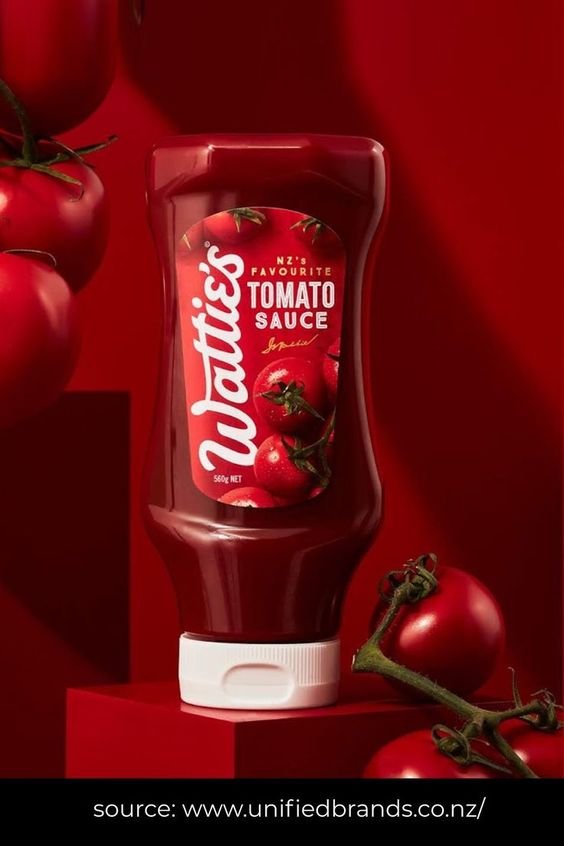 Wattie's®
NZ's
FAVOURITE
TOMATO
SAUCE
560g NET
source: www.unifiedbrands.co.nz/